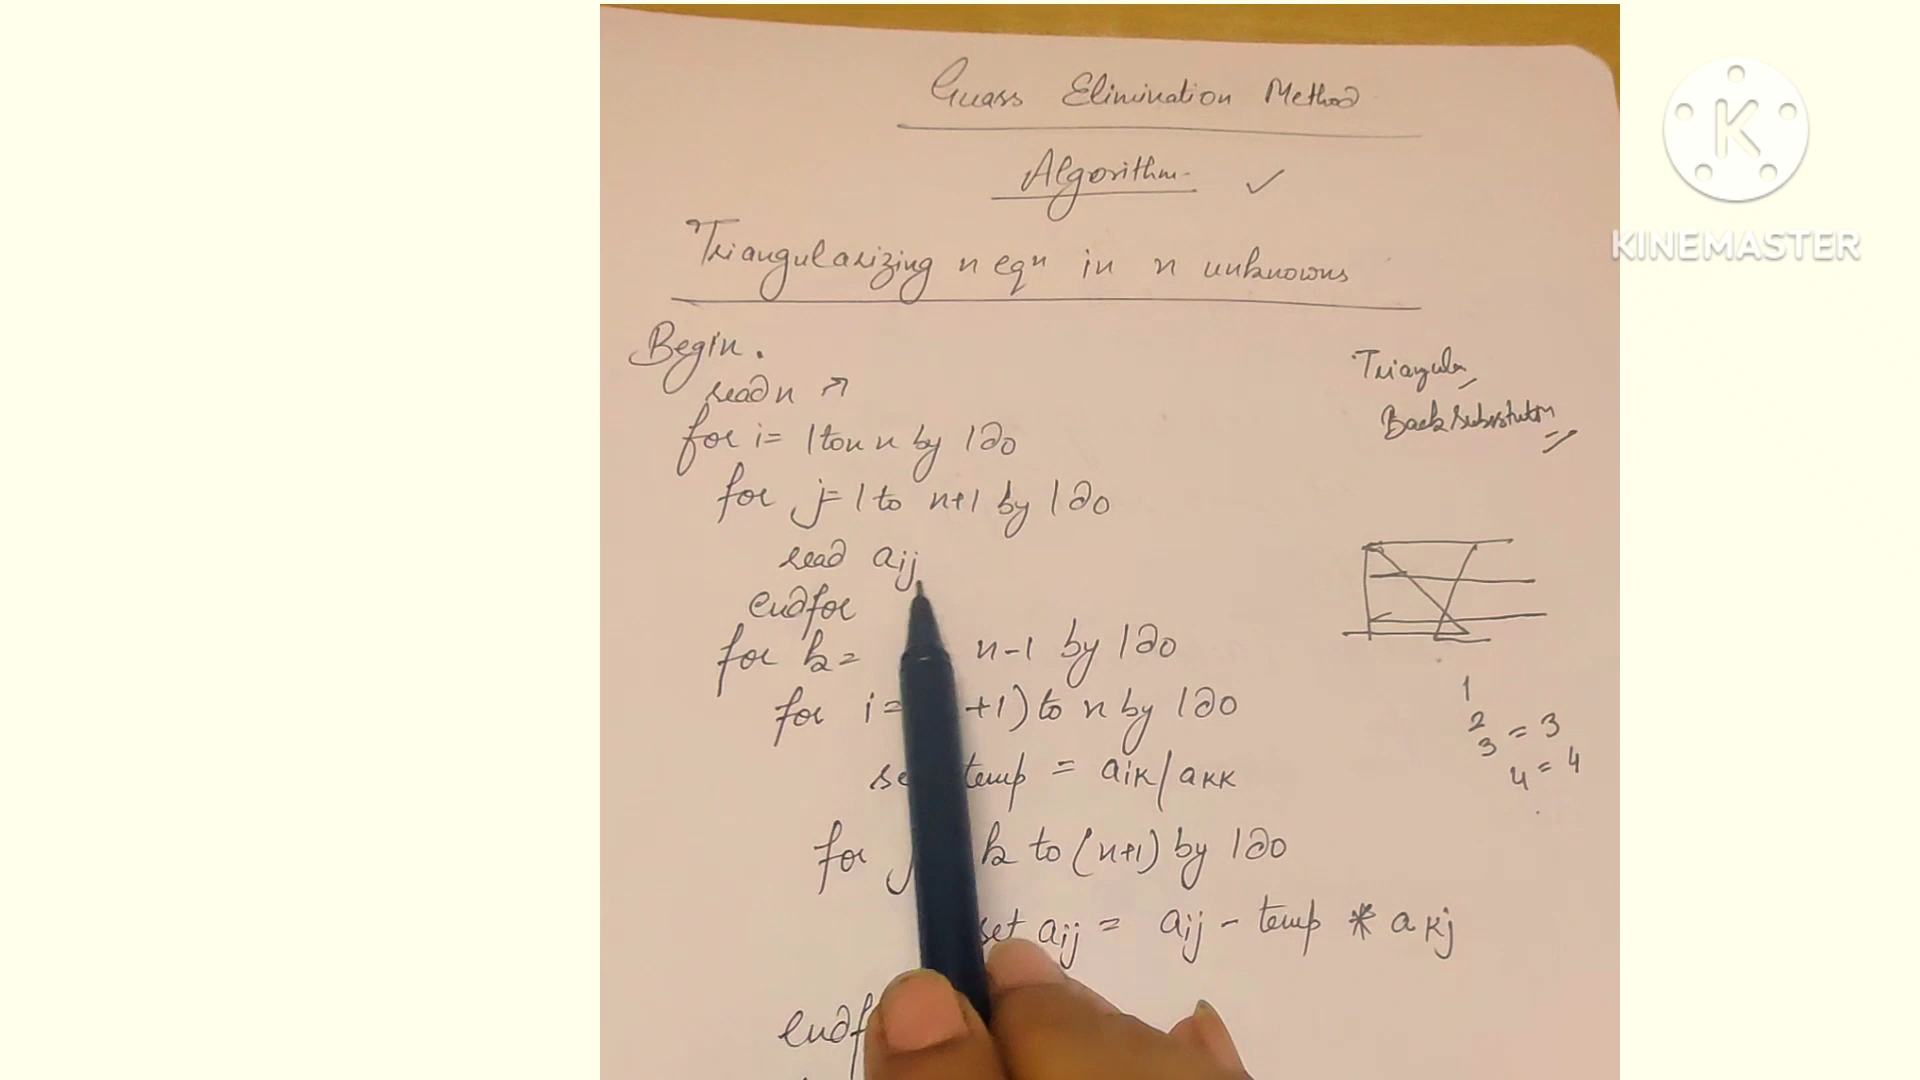 Guass Elimination Method
Algorithm
Triangularizing n eqn in n unknowns
Begin.
read n
for i= 1 to n by 1 do
for j= 1 to n+1 by 1 do
read aij
endfor
for k= n-1 by 1 do
for i= +1) to n by 1 do
temp = aik/akk
for k to (n+1) by 1 do
set aij = aij - temp * akj
Triangular
Back Substitutn
1
2
3 = 3
4 = 4
K
KINEMASTER